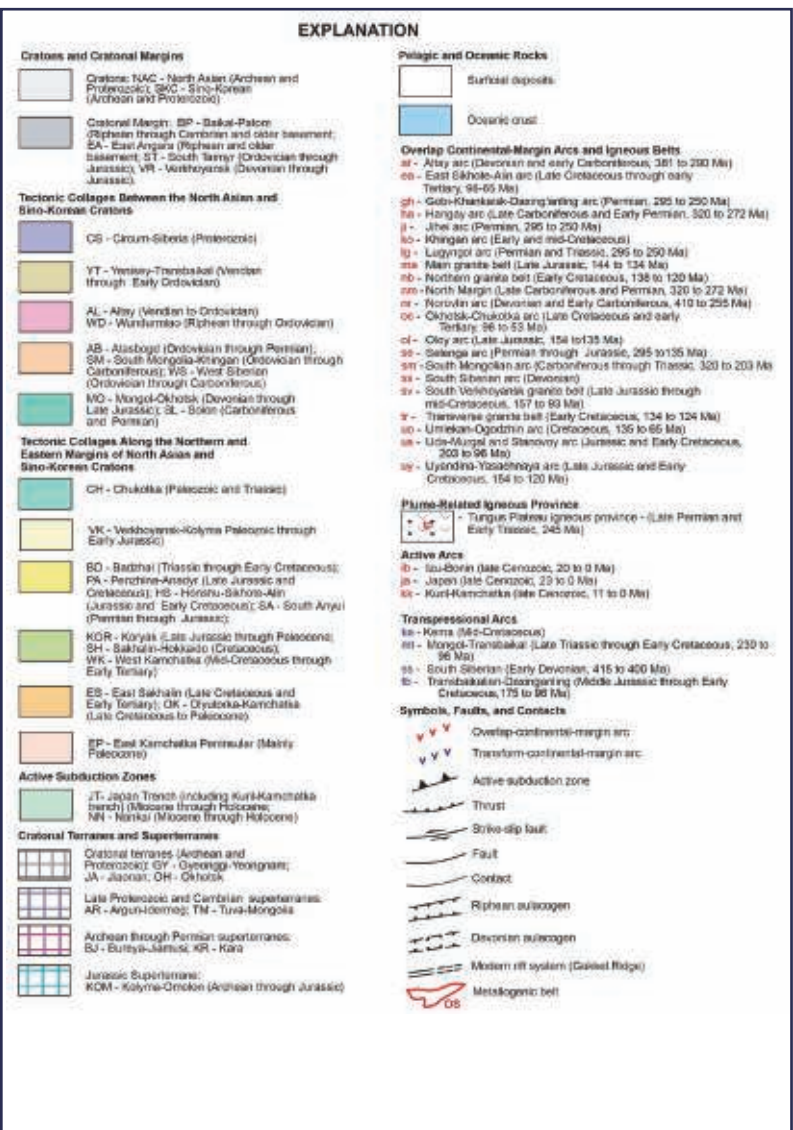 EXPLANATION
Cratons and Cratonal Margins
Cratons: NAC - North Asian (Archean and
Proterozoic); SKC - Sino-Korean
(Archean and Proterozoic)
Cratonal Margin: BP - Baikal-Patom
(Riphean through Cambrian and older basement;
EA - East Angara (Riphean and older
basement; ST - South Taimyr (Ordovician through
Jurassic); VR - Verkhoyansk (Devonian through
Jurassic).
Tectonic Collages Between the North Asian and
Sino-Korean Cratons
CS - Circum-Siberia (Proterozoic)
YT - Yenisey-Transbaikal (Vendian
through Early Ordovician)
AL - Altay (Vendian to Ordovician)
WD - Wundurmiao (Riphean through Ordovician)
AB - Atasbogd (Ordovician through Permian);
SM - South Mongolia-Khingan (Ordovician through
Carboniferous); WS - West Siberian
(Ordovician through Carboniferous)
MO - Mongol-Okhotsk (Devonian through
Late Jurassic); SL - Solon (Carboniferous
and Permian)
Tectonic Collages Along the Northern and
Eastern Margins of North Asian and
Sino-Korean Cratons
CH - Chukotka (Paleozoic and Triassic)
VK - Verkhoyansk-Kolyma Paleozoic through
Early Jurassic)
BD - Badzhal (Triassic through Early Cretaceous);
PA - Penzhina-Anadyr (Late Jurassic and
Cretaceous); HS - Honshu-Sikhote-Alin
(Jurassic and Early Cretaceous); SA - South Anyui
(Permian through Jurassic);
KOR - Koryak (Late Jurassic through Paleocene);
SH - Sakhalin-Hokkaido (Cretaceous);
WK - West Kamchatka (Mid-Cretaceous through
Early Tertiary)
ES - East Sakhalin (Late Cretaceous and
Early Tertiary); OK - Olyutorka-Kamchatka
(Late Cretaceous to Paleocene)
EP - East Kamchatka Peninsular (Mainly
Paleocene)
Active Subduction Zones
JT- Japan Trench (including Kuril-Kamchatka
trench) (Miocene through Holocene;
NN - Nankai (Miocene through Holocene)
Cratonal Terranes and Superterranes
Cratonal terranes (Archean and
Proterozoic): GY - Gyeonggi-Yeongnam;
JA - Jiaonan; OH - Okhotsk
Late Proterozoic and Cambrian superterranes:
AR - Argun-Idermeg; TM - Tuva-Mongolia
Archean through Permian superterranes:
BJ - Bureya-Jiamusi; KR - Kara
Jurassic Superterrane:
KOM - Kolyma-Omolon (Archean through Jurassic)
Pelagic and Oceanic Rocks
Surficial deposits
Oceanic crust
Overlap Continental-Margin Arcs and Igneous Belts
at - Altay arc (Devonian and early Carboniferous, 381 to 290 Ma)
ea - East Sikhote-Alin arc (Late Cretaceous through early
Tertiary, 96-65 Ma)
gh - Gobi-Khankaisk-Daxing'anling arc (Permian, 295 to 250 Ma)
ha - Hangay arc (Late Carboniferous and Early Permian, 320 to 272 Ma)
ji - Jihei arc (Permian, 295 to 250 Ma)
ko - Khingan arc (Early and mid-Cretaceous)
lg - Lugyngol arc (Permian and Triassic, 295 to 250 Ma)
ma - Main granite belt (Late Jurassic, 144 to 134 Ma)
nb - Northern granite belt (Early Cretaceous, 138 to 120 Ma)
nm - North Margin (Late Carboniferous and Permian, 320 to 272 Ma)
nr - Norovlin arc (Devonian and Early Carboniferous, 410 to 255 Ma)
oc - Okhotsk-Chukotka arc (Late Cretaceous and early
Tertiary, 96 to 53 Ma)
ol - Oloy arc (Late Jurassic, 154 to135 Ma)
se - Selenga arc (Permian through Jurassic, 295 to135 Ma)
sm - South Mongolian arc (Carboniferous through Triassic, 320 to 203 Ma
ss - South Siberian arc (Devonian)
sv - South Verkhoyansk granite belt (Late Jurassic through
mid-Cretaceous, 157 to 93 Ma)
tr - Transverse granite belt (Early Cretaceous, 134 to 124 Ma)
uo - Umlekan-Ogodzhin arc (Cretaceous, 135 to 65 Ma)
us - Uda-Murgal and Stanovoy arc (Jurassic and Early Cretaceous,
203 to 96 Ma)
uy - Uyandina-Yasachnaya arc (Late Jurassic and Early
Cretaceous, 154 to 120 Ma)
Plume-Related Igneous Province
- Tungus Plateau igneous province - (Late Permian and
Early Triassic, 245 Ma)
Active Arcs
ib - Izu-Bonin (late Cenozoic, 20 to 0 Ma)
ja - Japan (late Cenozoic, 23 to 0 Ma)
kk - Kuril-Kamchatka (late Cenozoic, 11 to 0 Ma)
Transpressional Arcs
ke - Kema (Mid-Cretaceous)
mt - Mongol-Transbaikal (Late Triassic through Early Cretaceous, 230 to
96 Ma)
ss - South Siberian (Early Devonian, 415 to 400 Ma)
tb - Transbaikalian-Daxinganling (Middle Jurassic through Early
Cretaceous,175 to 96 Ma)
Symbols, Faults, and Contacts
Overlap-continental-margin arc
Transform-continental-margin arc
Active subduction zone
Thrust
Strike-slip fault
Fault
Contact
Riphean aulacogen
Devonian aulacogen
Modern rift system (Gakkel Ridge)
Metallogenic belt
OS